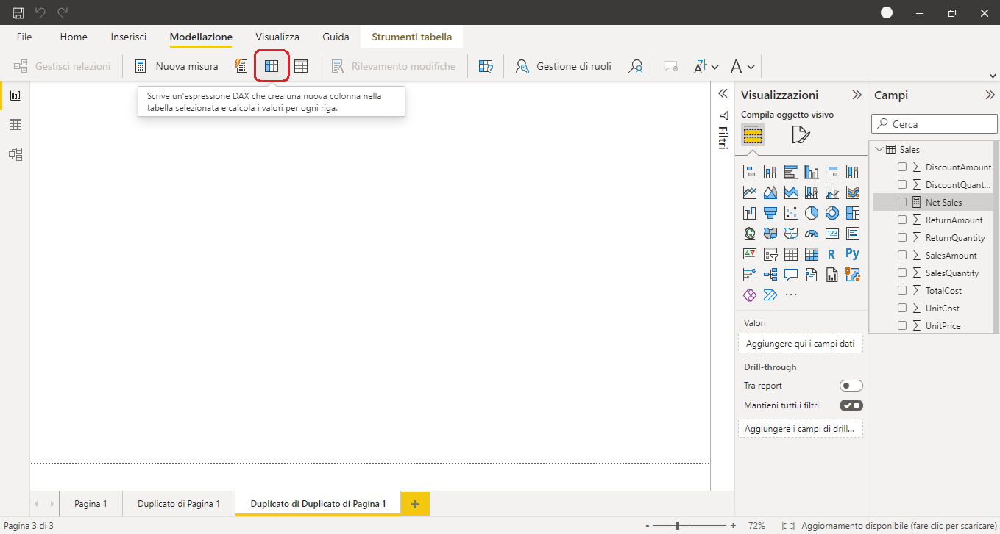 File Home Inserisci Modellazione Visualizza Guida Strumenti tabella
Gestisci relazioni Nuova misura Rilevamento modifiche Gestione di ruoli
Scrive un'espressione DAX che crea una nuova colonna nella
tabella selezionata e calcola i valori per ogni riga.
Filtri
Visualizzazioni
Compila oggetto visivo
123
R Py
...
Valori
Aggiungere qui i campi dati
Drill-through
Tra report
Mantieni tutti i filtri
Aggiungere i campi di drill...
Campi
Cerca
Sales
DiscountAmount
DiscountQuant...
Net Sales
ReturnAmount
ReturnQuantity
SalesAmount
SalesQuantity
TotalCost
UnitCost
UnitPrice
Pagina 1 Duplicato di Pagina 1 Duplicato di Duplicato di Pagina 1 +
Pagina 3 di 3 - + 72% Aggiornamento disponibile (fare clic per scaricare)